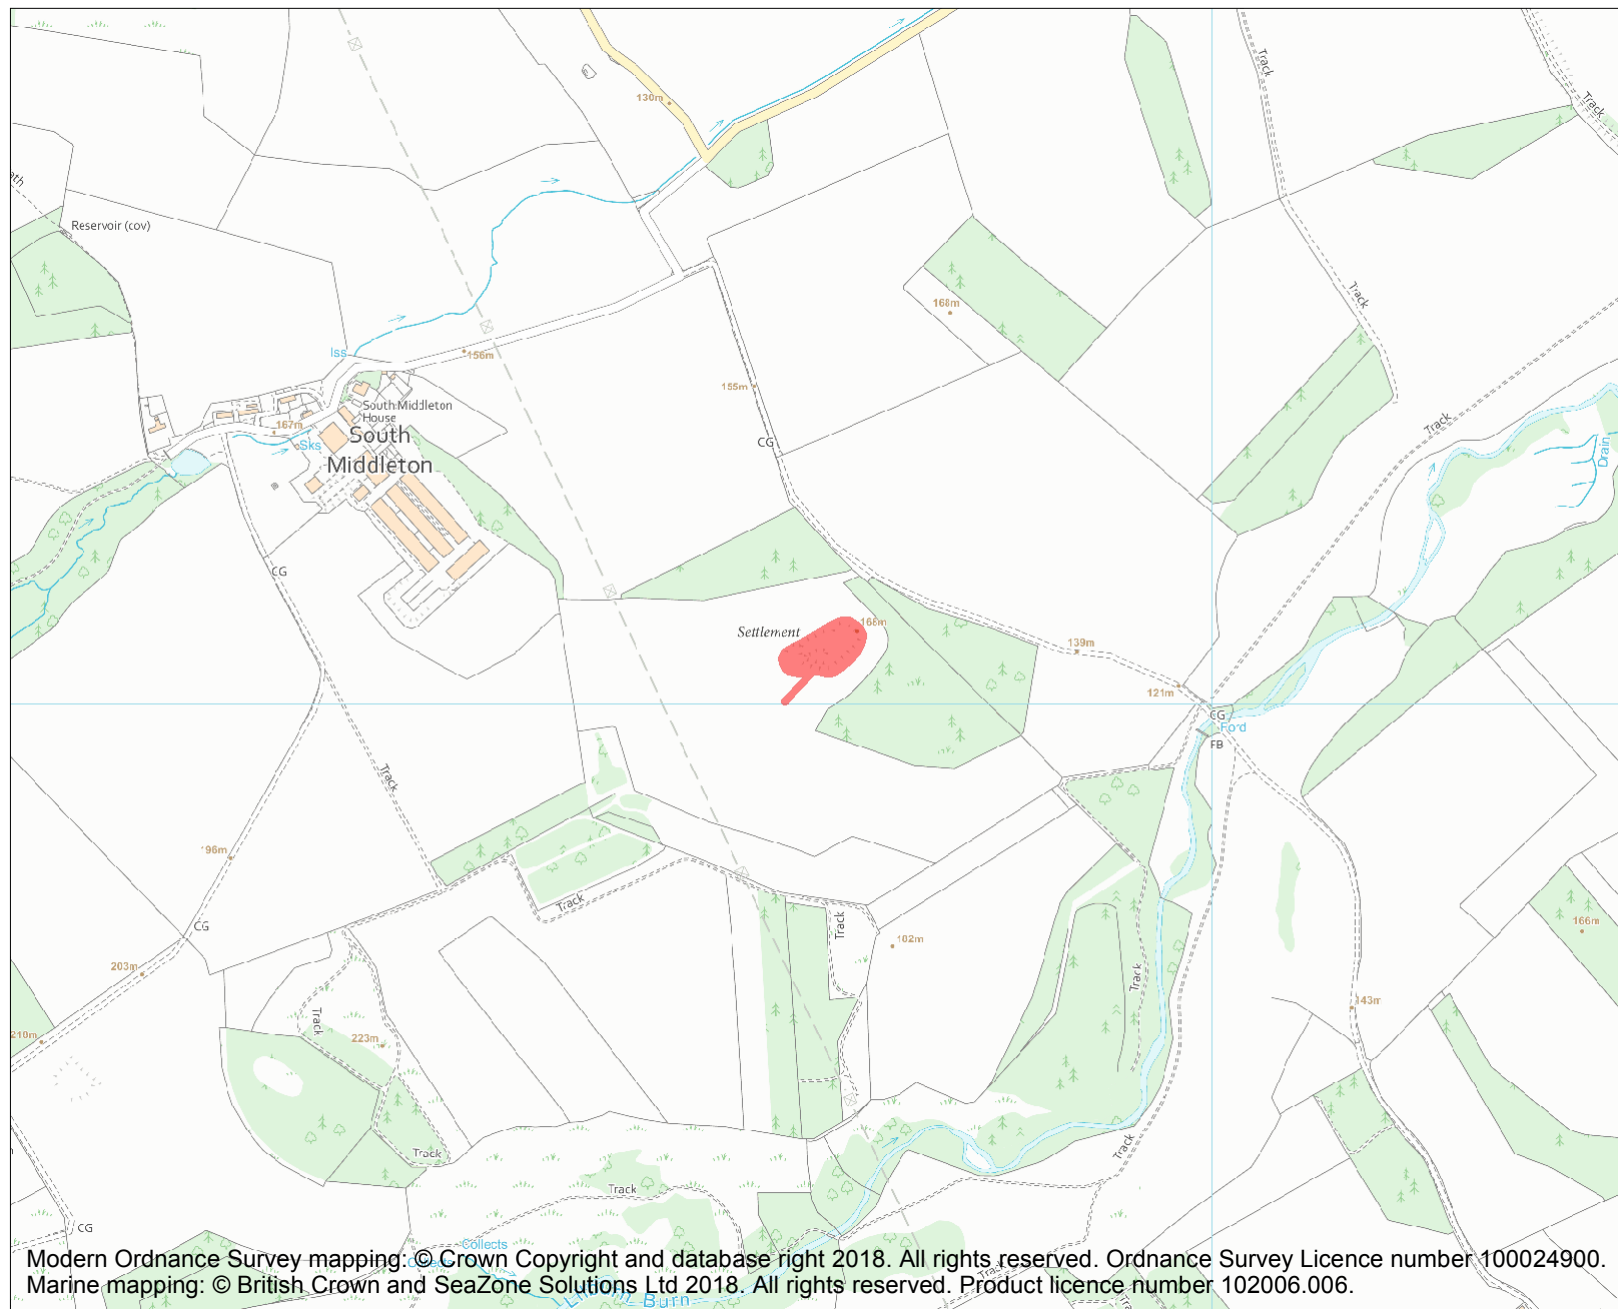 Track
Track
130m
Reservoir (cov)
Track
168m
Iss
156m
155m
South Middleton
House
167m
Sks
South
Middleton
CG
Track
Drain
CG
Settlement
168m
139m
121m
CG
Ford
FB
Track
196m
Track
Track
CG
102m
166m
203m
Track
143m
210m
Track
223m
Track
Track
Track
CG
Collects
Modern Ordnance Survey mapping: © Crown Copyright and database right 2018. All rights reserved. Ordnance Survey Licence number 100024900.
Marine mapping: © British Crown and SeaZone Solutions Ltd 2018. All rights reserved. Product licence number 102006.006.
Burn